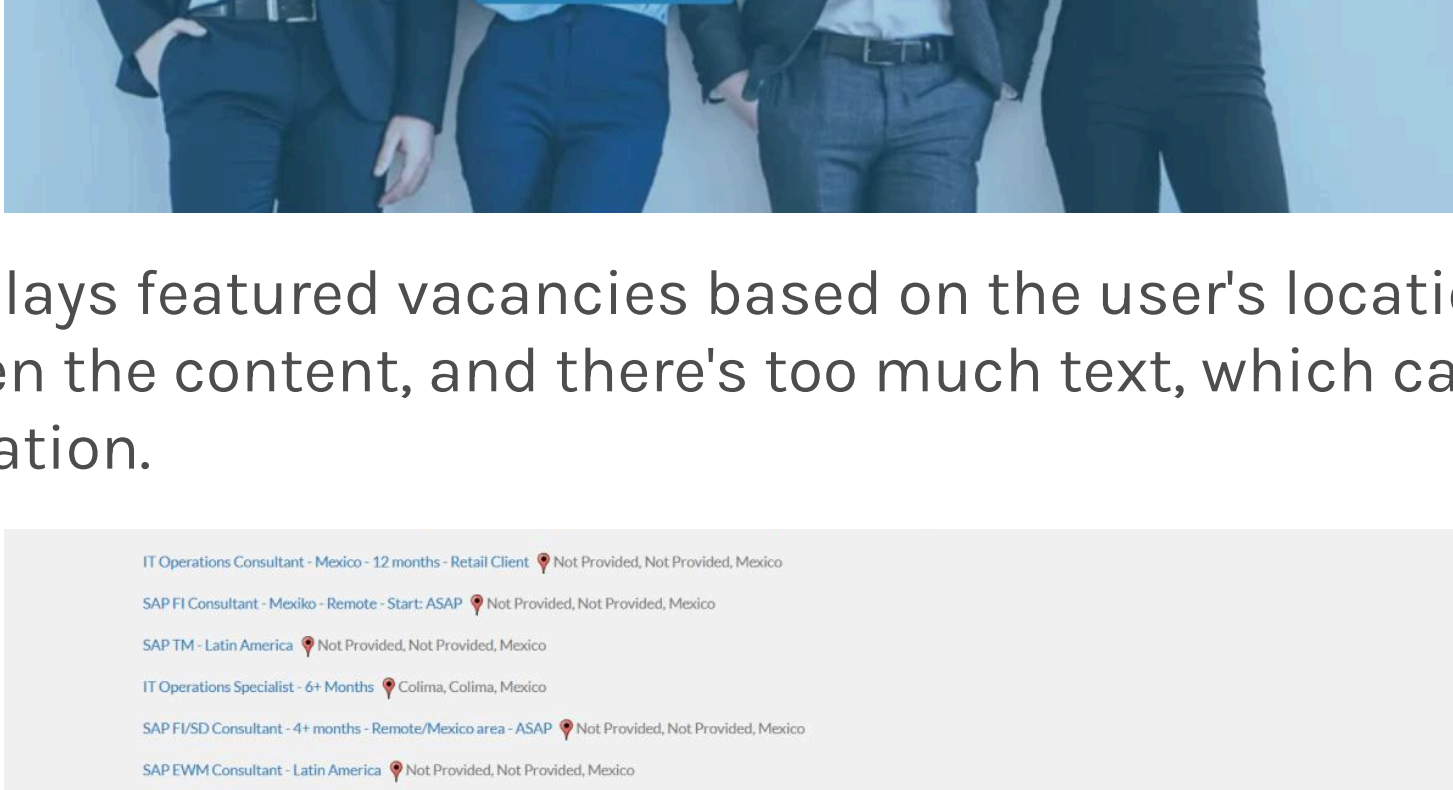 lays featured vacancies based on the user's locati
en the content, and there's too much text, which ca
ation.
IT Operations Consultant - Mexico - 12 months - Retail Client Not Provided, Not Provided, Mexico
SAP FI Consultant - Mexiko - Remote - Start: ASAP Not Provided, Not Provided, Mexico
SAP TM - Latin America Not Provided, Not Provided, Mexico
IT Operations Specialist - 6+ Months Colima, Colima, Mexico
SAP FI/SD Consultant - 4+ months - Remote/Mexico area - ASAP Not Provided, Not Provided, Mexico
SAP EWM Consultant - Latin America Not Provided, Not Provided, Mexico